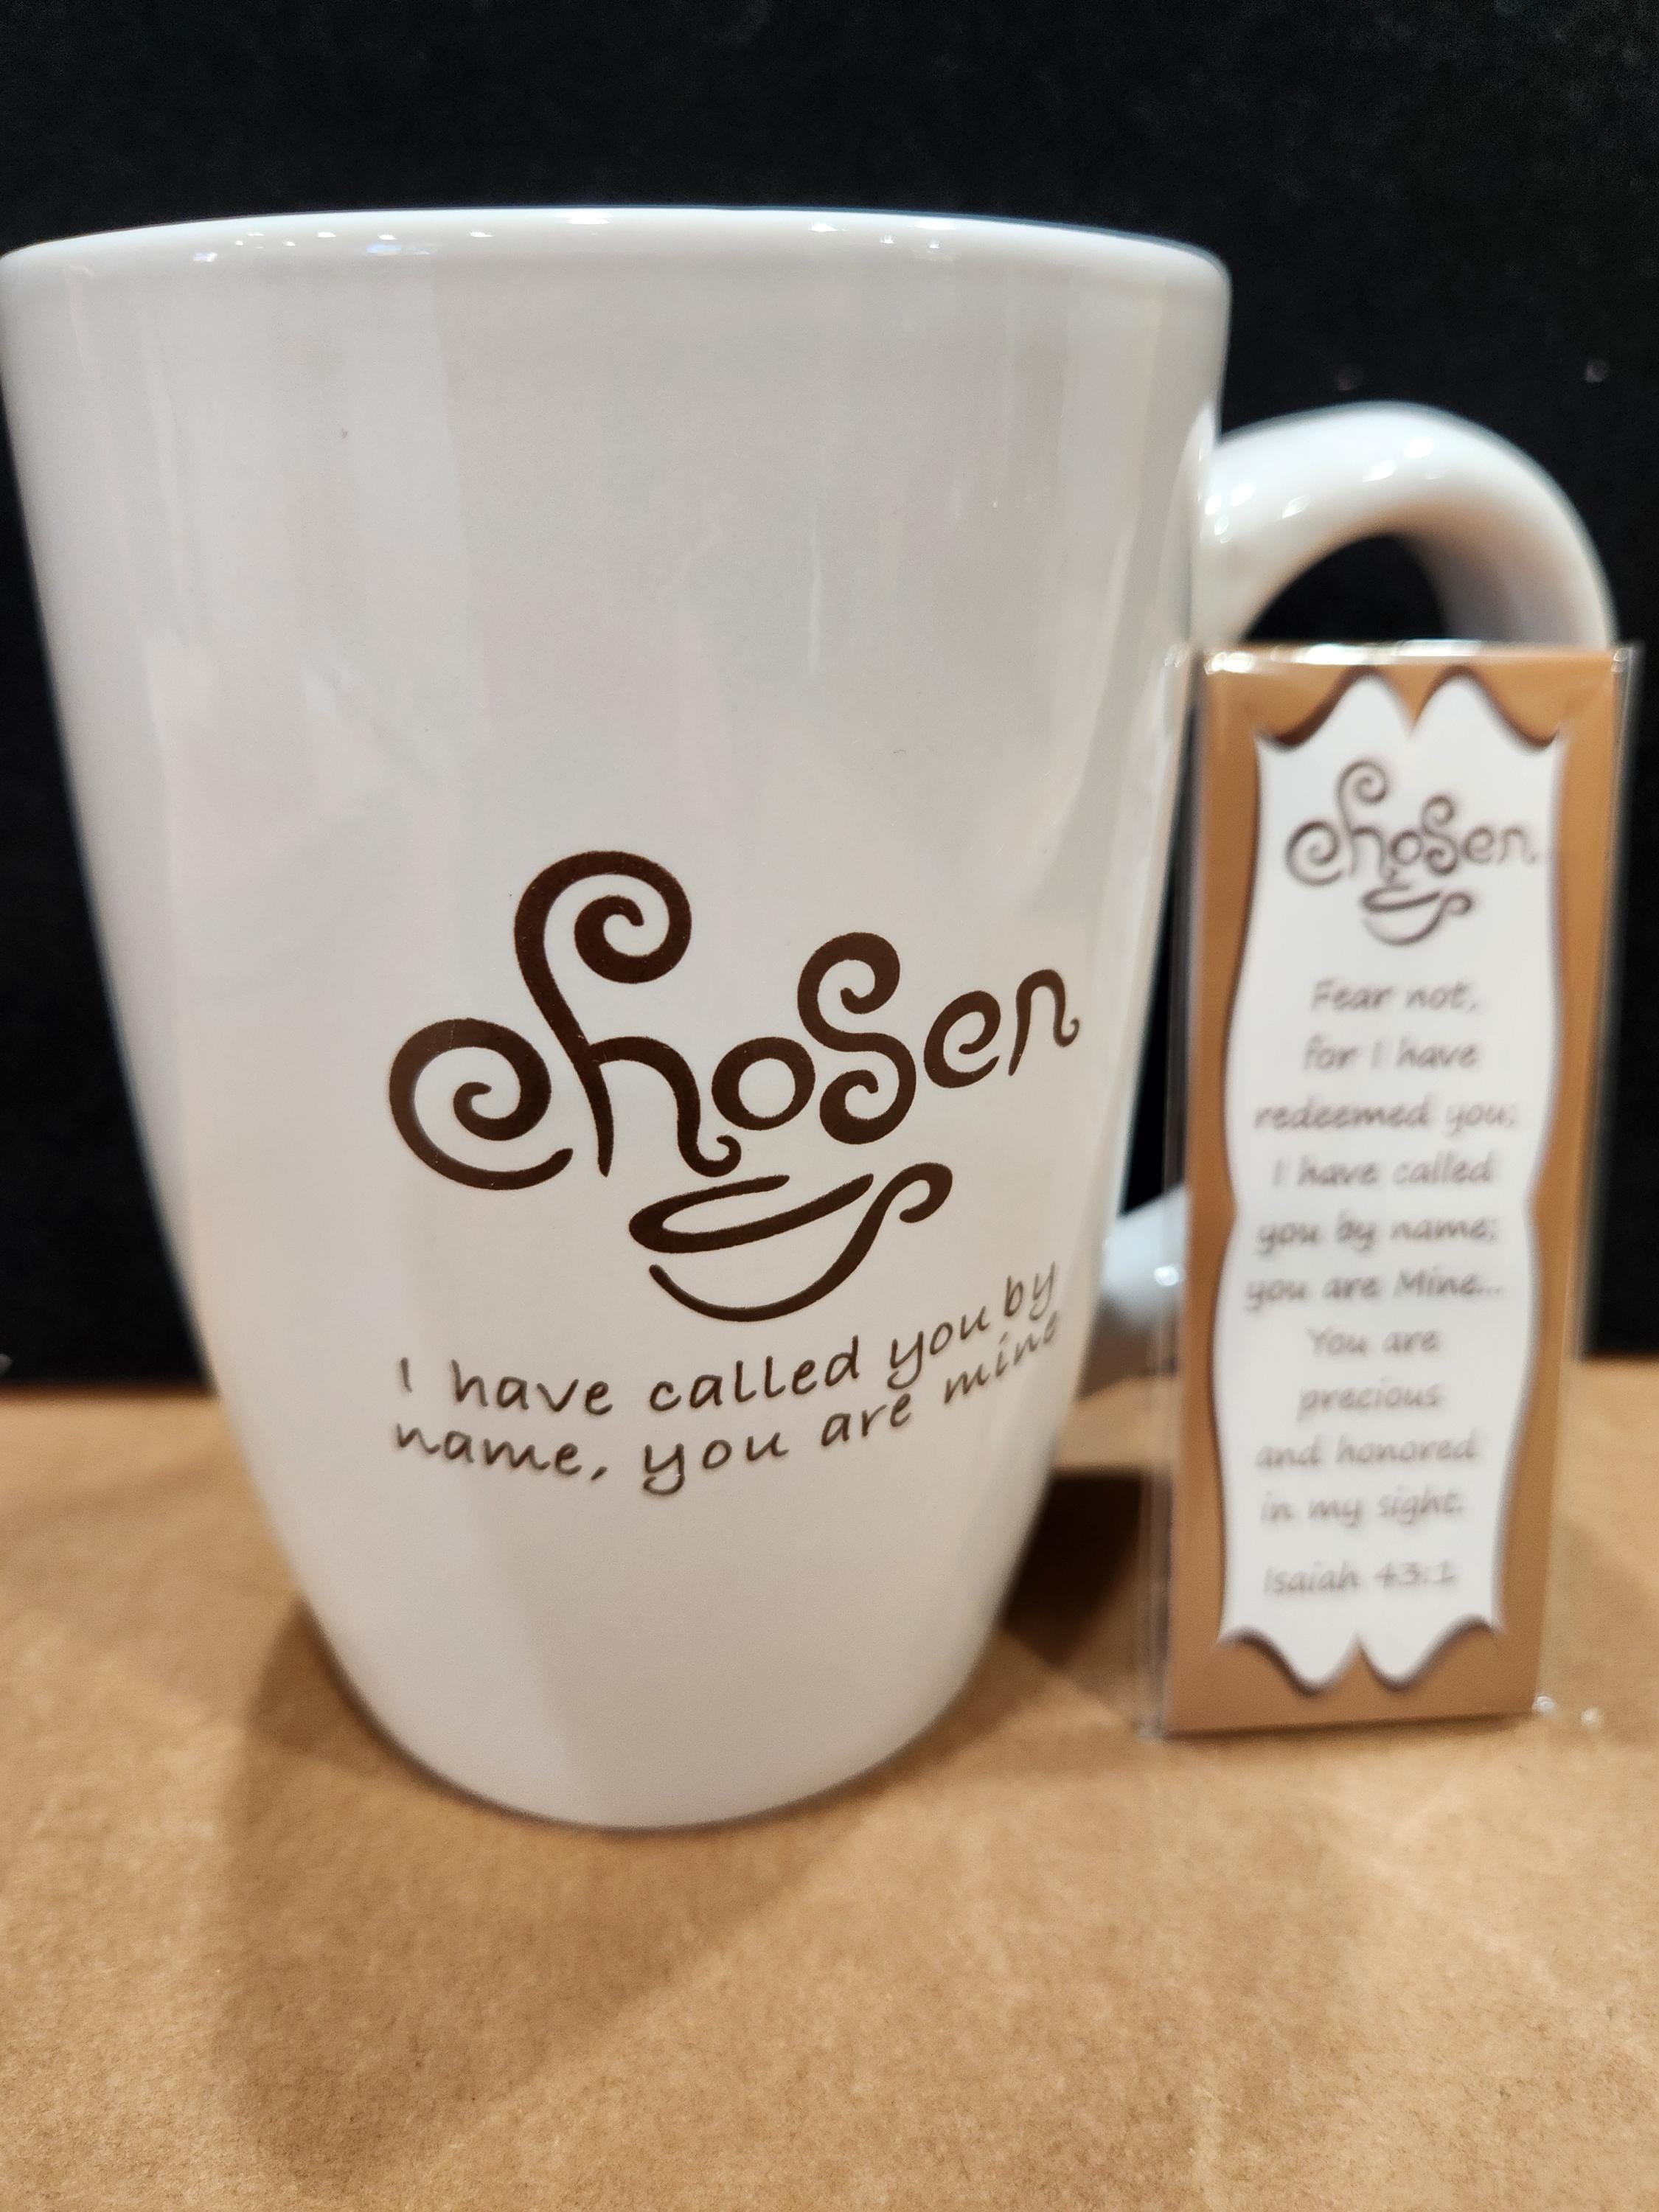 chosen
I have called you by
name, you are mine
chosen
Fear not,
for I have
redeemed you;
I have called
you by name;
you are Mine...
You are
precious
and honored
in my sight.
Isaiah 43:1